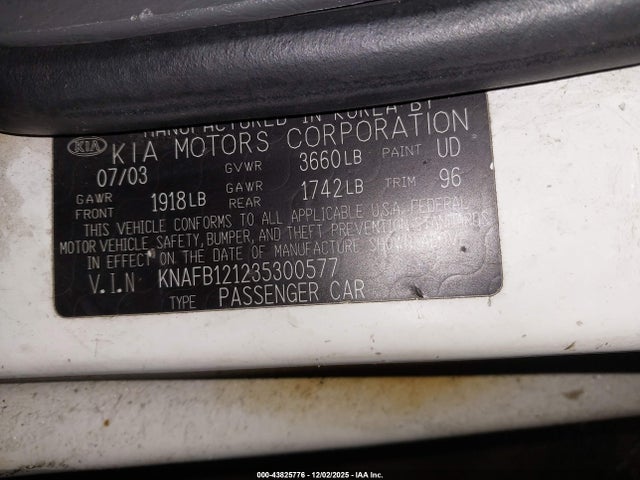 MANUFACTURED IN KOREA BY
KIA KIA MOTORS CORPORATION
07/03 GVWR 3660LB PAINT UD
GAWR FRONT 1918LB GAWR REAR 1742LB TRIM 96
THIS VEHICLE CONFORMS TO ALL APPLICABLE U.S.A. FEDERAL
MOTOR VEHICLE, SAFETY, BUMPER, AND THEFT PREVENTION STANDARDS
IN EFFECT ON THE DATE OF MANUFACTURE SHOWN ABOVE
V.I.N KNAFB121235300577
TYPE PASSENGER CAR
000-43825776 - 12/02/2025 - IAA Inc.